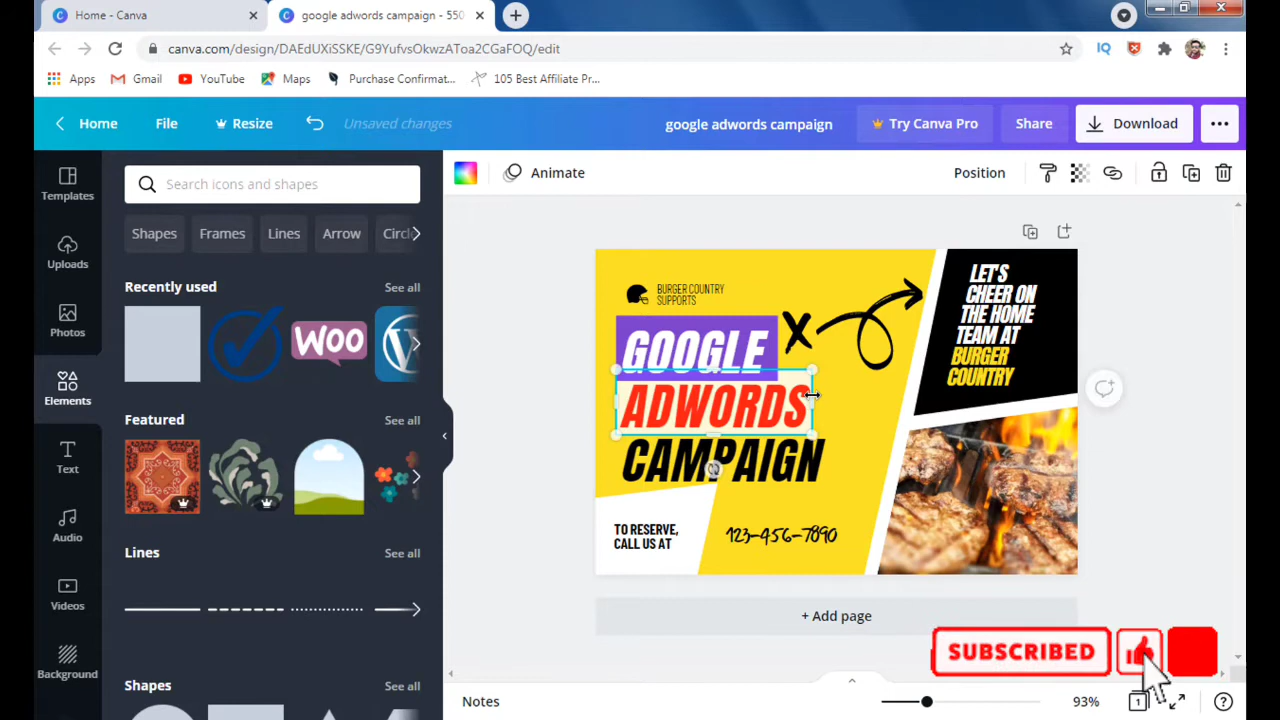 Home - Canva
google adwords campaign - 550
canva.com/design/DAEdUXiSSKE/G9YufvsOkwzAToa2CGaFOQ/edit
IQ
Apps
Gmail
YouTube
Maps
Purchase Confirmat...
105 Best Affiliate Pr...
Home
File
Resize
Unsaved changes
google adwords campaign
Try Canva Pro
Share
Download
Templates
Uploads
Photos
Elements
Text
Audio
Videos
Background
Search icons and shapes
Shapes
Frames
Lines
Arrow
Circl
Recently used
See all
WOO
Featured
See all
Lines
See all
Shapes
See all
Animate
Position
BURGER COUNTRY
SUPPORTS
GOOGLE
ADWORDS
CAMPAIGN
X
LET'S
CHEER ON
THE HOME
TEAM AT
BURGER
COUNTRY
TO RESERVE,
CALL US AT
123-456-7890
+ Add page
SUBSCRIBED
Notes
93%
1